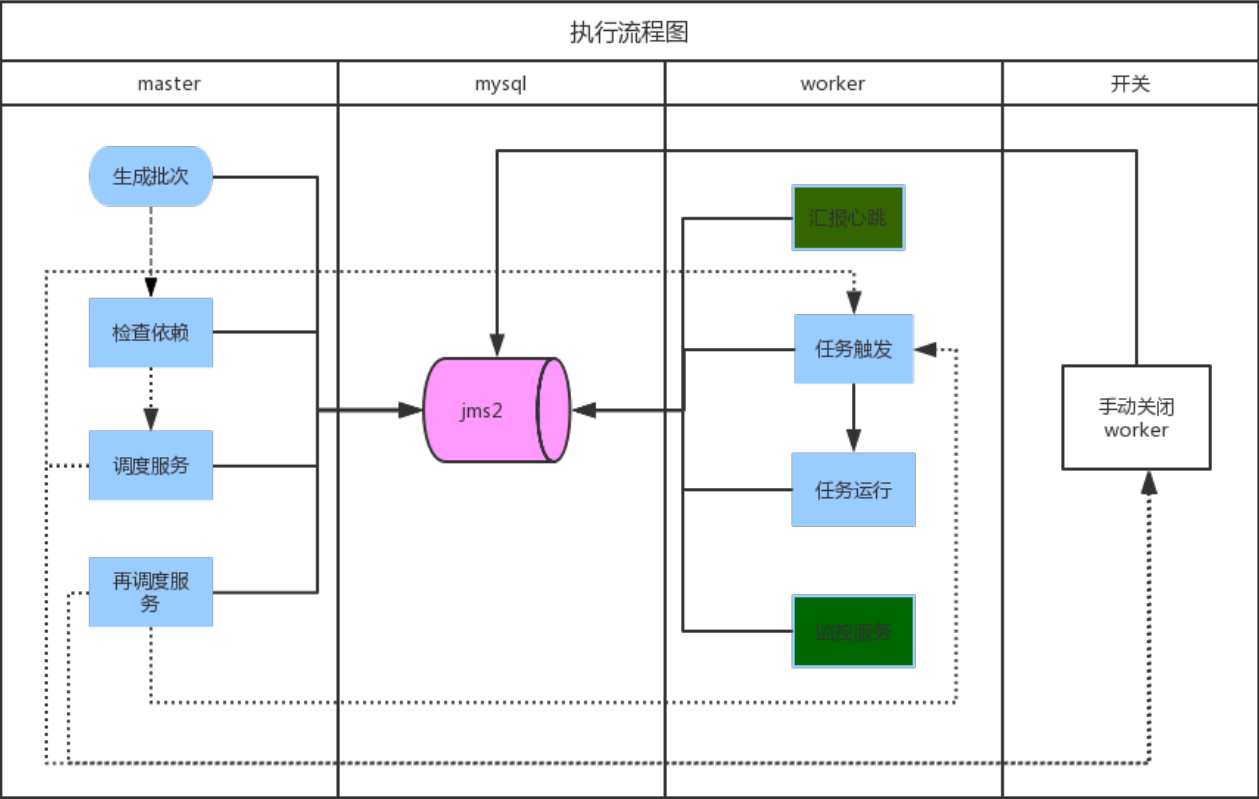 执行流程图
master
mysql
worker
开关
生成批次
检查依赖
调度服务
再调度服
务
jms2
汇报心跳
任务触发
任务运行
监控服务
手动关闭
worker